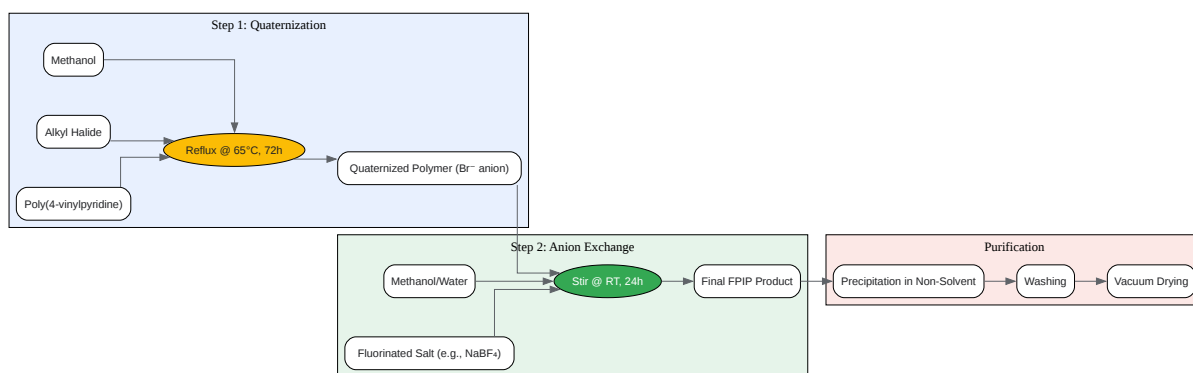 Step 1: Quaternization
Methanol
Alkyl Halide
Reflux @ 65°C, 72h
Quaternized Polymer (Br⁻ anion)
Poly(4-vinylpyridine)
Step 2: Anion Exchange
Methanol/Water
Stir @ RT, 24h
Final FPIP Product
Fluorinated Salt (e.g., NaBF₄)
Purification
Precipitation in Non-Solvent
Washing
Vacuum Drying